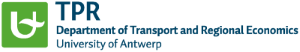 TPR
Department of Transport and Regional Economics
University of Antwerp